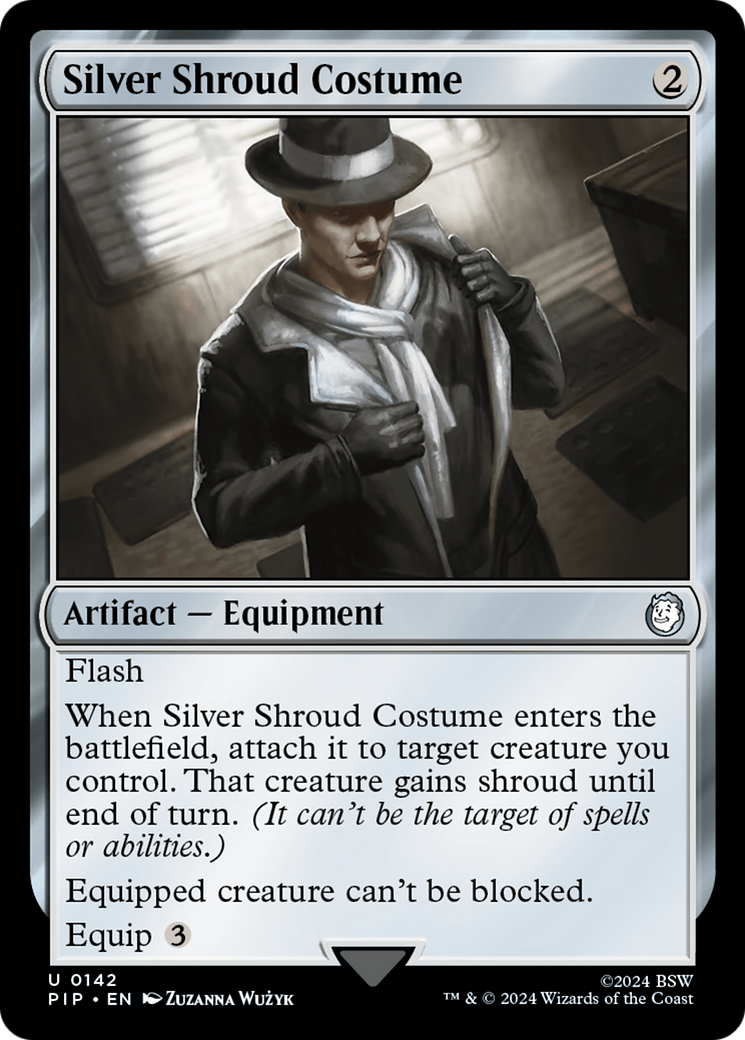 Silver Shroud Costume 2
Artifact — Equipment
Flash
When Silver Shroud Costume enters the
battlefield, attach it to target creature you
control. That creature gains shroud until
end of turn. (It can't be the target of spells
or abilities.)
Equipped creature can't be blocked.
Equip 3
U 0142
©2024 BSW
PIP • EN Zuzanna Wużyk
™ & © 2024 Wizards of the Coast